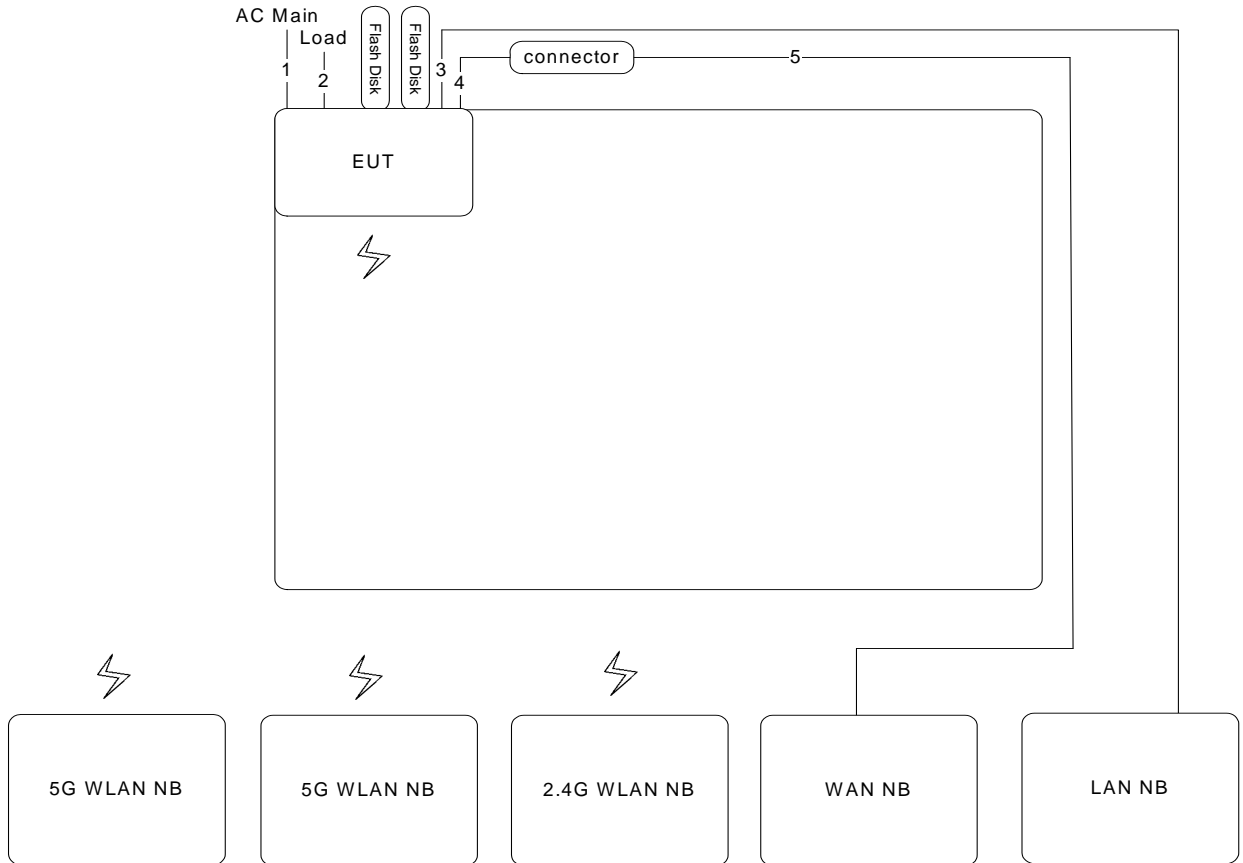 AC Main
Load
Flash Disk
Flash Disk
1
2
3
4
connector
5
EUT
5G WLAN NB
5G WLAN NB
2.4G WLAN NB
WAN NB
LAN NB